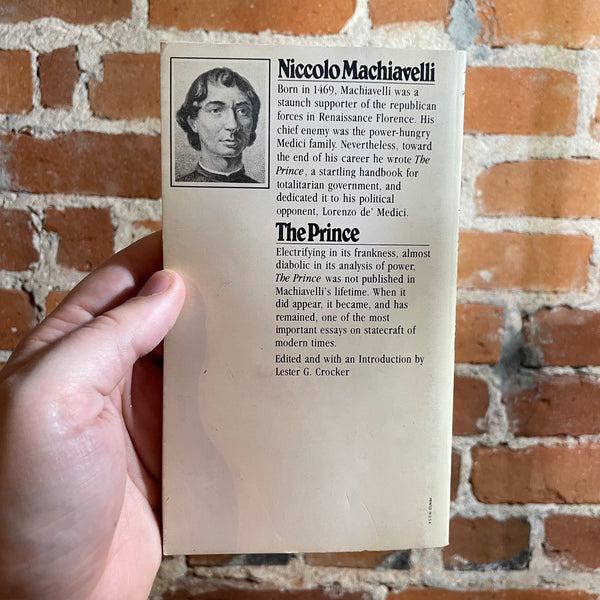 Niccolo Machiavelli
Born in 1469, Machiavelli was a
staunch supporter of the republican
forces in Renaissance Florence. His
chief enemy was the power-hungry
Medici family. Nevertheless, toward
the end of his career he wrote The
Prince, a startling handbook for
totalitarian government, and
dedicated it to his political
opponent, Lorenzo de' Medici.
The Prince
Electrifying in its frankness, almost
diabolic in its analysis of power,
The Prince was not published in
Machiavelli's lifetime. When it
did appear, it became, and has
remained, one of the most
important essays on statecraft of
modern times.
Edited and with an Introduction by
Lester G. Crocker
PRINTED IN U.S.A.